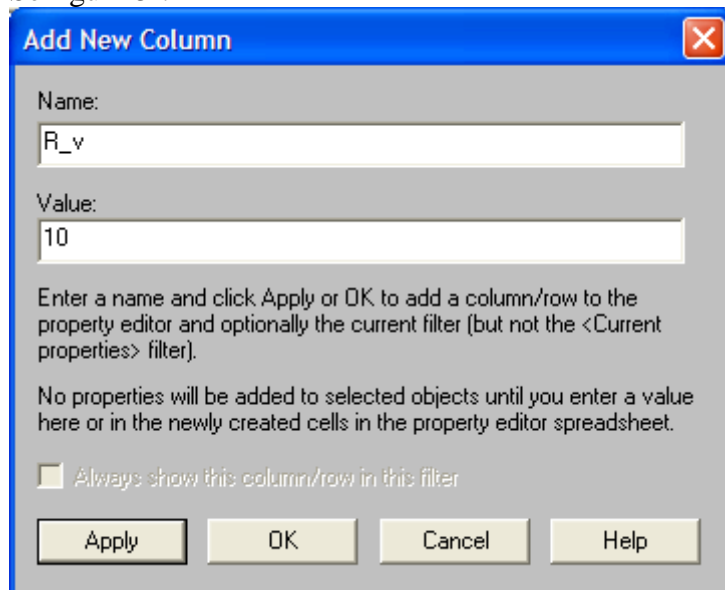 Add New Column
Name:
R_v
Value:
10
Enter a name and click Apply or OK to add a column/row to the
property editor and optionally the current filter (but not the <Current
properties> filter).
No properties will be added to selected objects until you enter a value
here or in the newly created cells in the property editor spreadsheet.
Always show this column/row in this filter
Apply OK Cancel Help